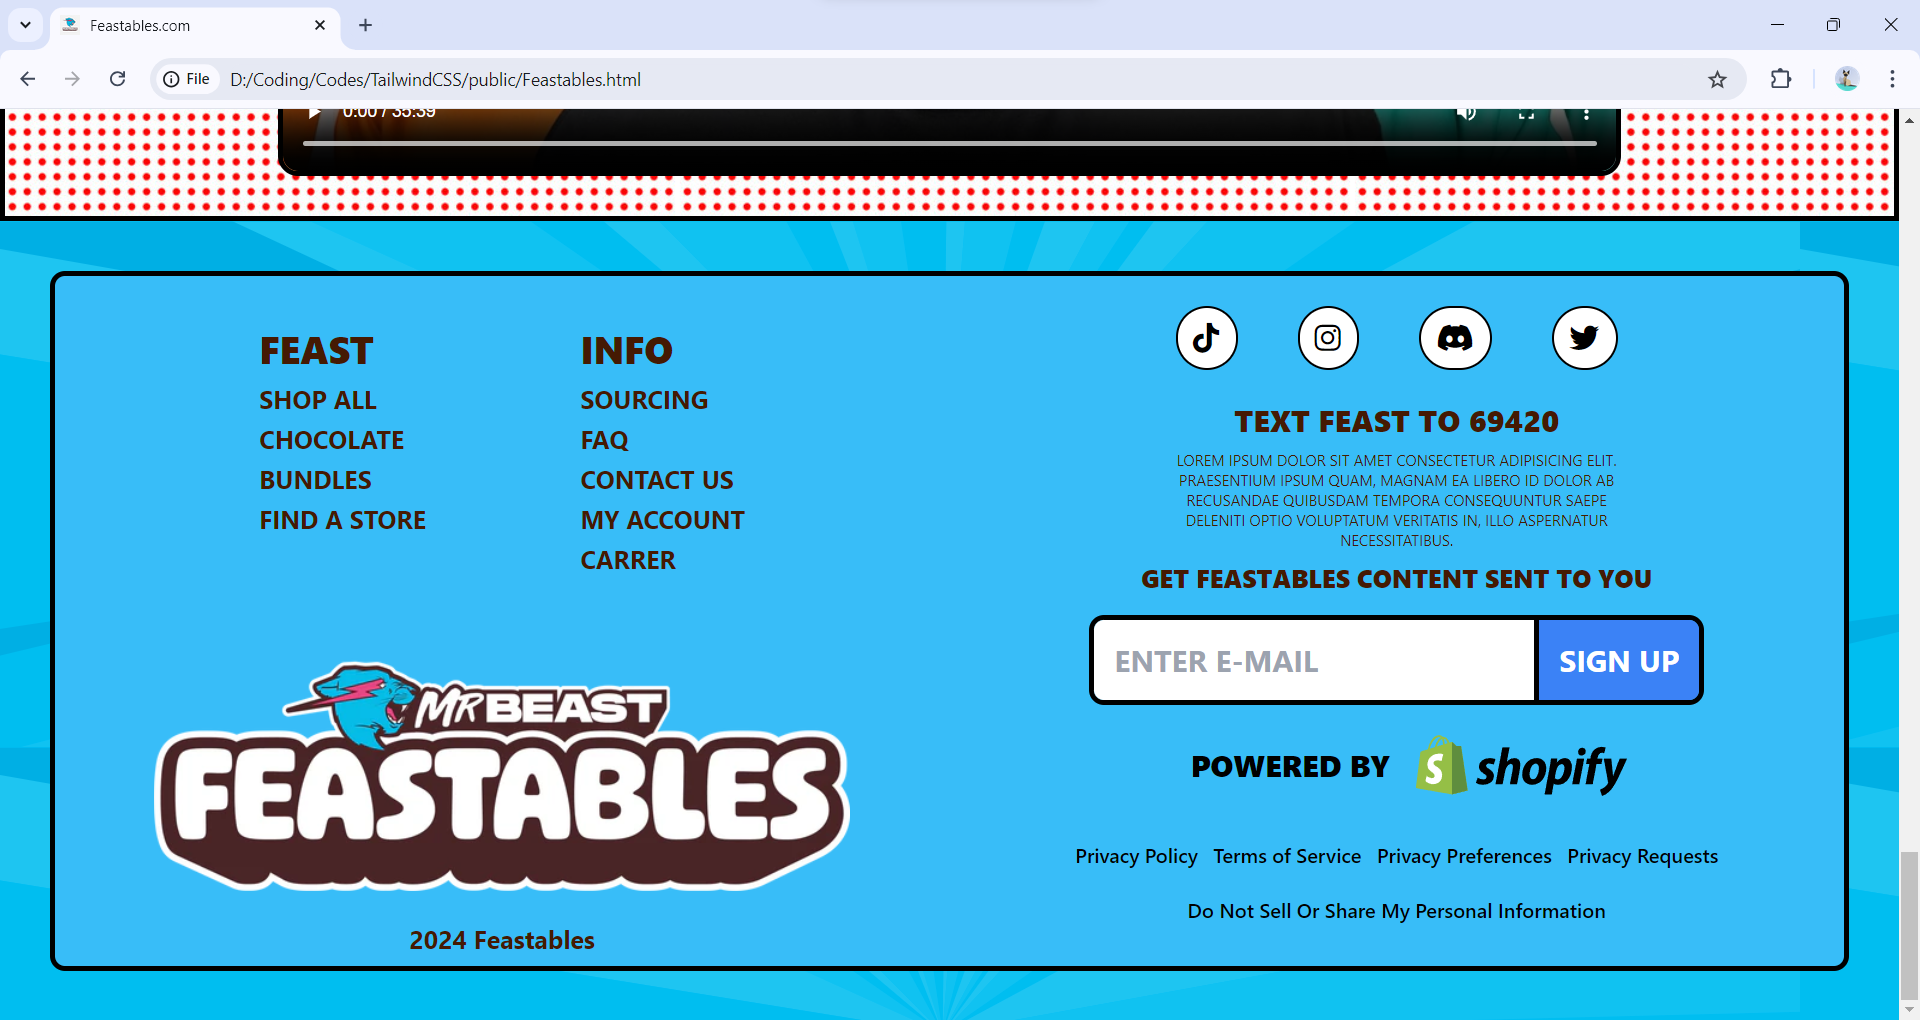 Feastables.com
File
D:/Coding/Codes/TailwindCSS/public/Feastables.html
0:00 / 35:39
FEAST
SHOP ALL
CHOCOLATE
BUNDLES
FIND A STORE
INFO
SOURCING
FAQ
CONTACT US
MY ACCOUNT
CARRER
MR BEAST
FEASTABLES
2024 Feastables
TEXT FEAST TO 69420
LOREM IPSUM DOLOR SIT AMET CONSECTETUR ADIPISICING ELIT.
PRAESENTIUM IPSUM QUAM, MAGNAM EA LIBERO ID DOLOR AB
RECUSANDAE QUIBUSDAM TEMPORA CONSEQUUNTUR SAEPE
DELENITI OPTIO VOLUPTATUM VERITATIS IN, ILLO ASPERNATUR
NECESSITATIBUS.
GET FEASTABLES CONTENT SENT TO YOU
ENTER E-MAIL
SIGN UP
POWERED BY
S shopify
Privacy Policy Terms of Service Privacy Preferences Privacy Requests
Do Not Sell Or Share My Personal Information